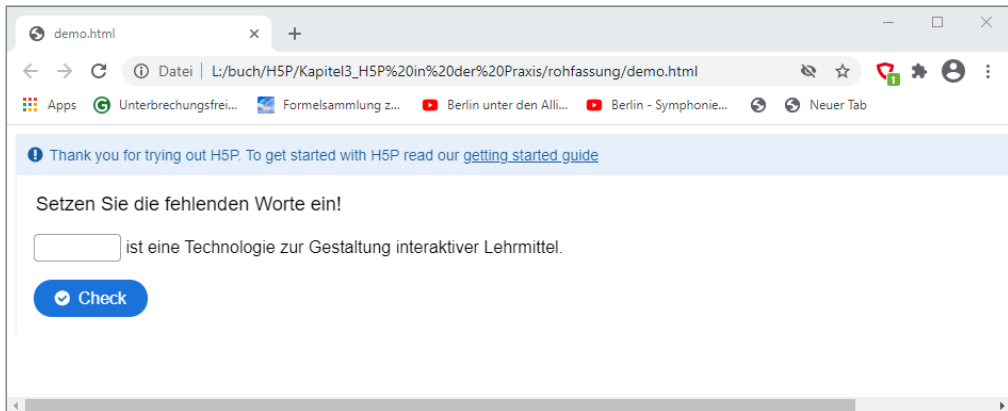 demo.html
Datei | L:/buch/H5P/Kapitel3_H5P%20in%20der%20Praxis/rohfassung/demo.html
1
Apps G Unterbrechungsfrei... Formelsammlung z... Berlin unter den Alli... Berlin - Symphonie... Neuer Tab
Thank you for trying out H5P. To get started with H5P read our getting started guide
Setzen Sie die fehlenden Worte ein!
ist eine Technologie zur Gestaltung interaktiver Lehrmittel.
Check